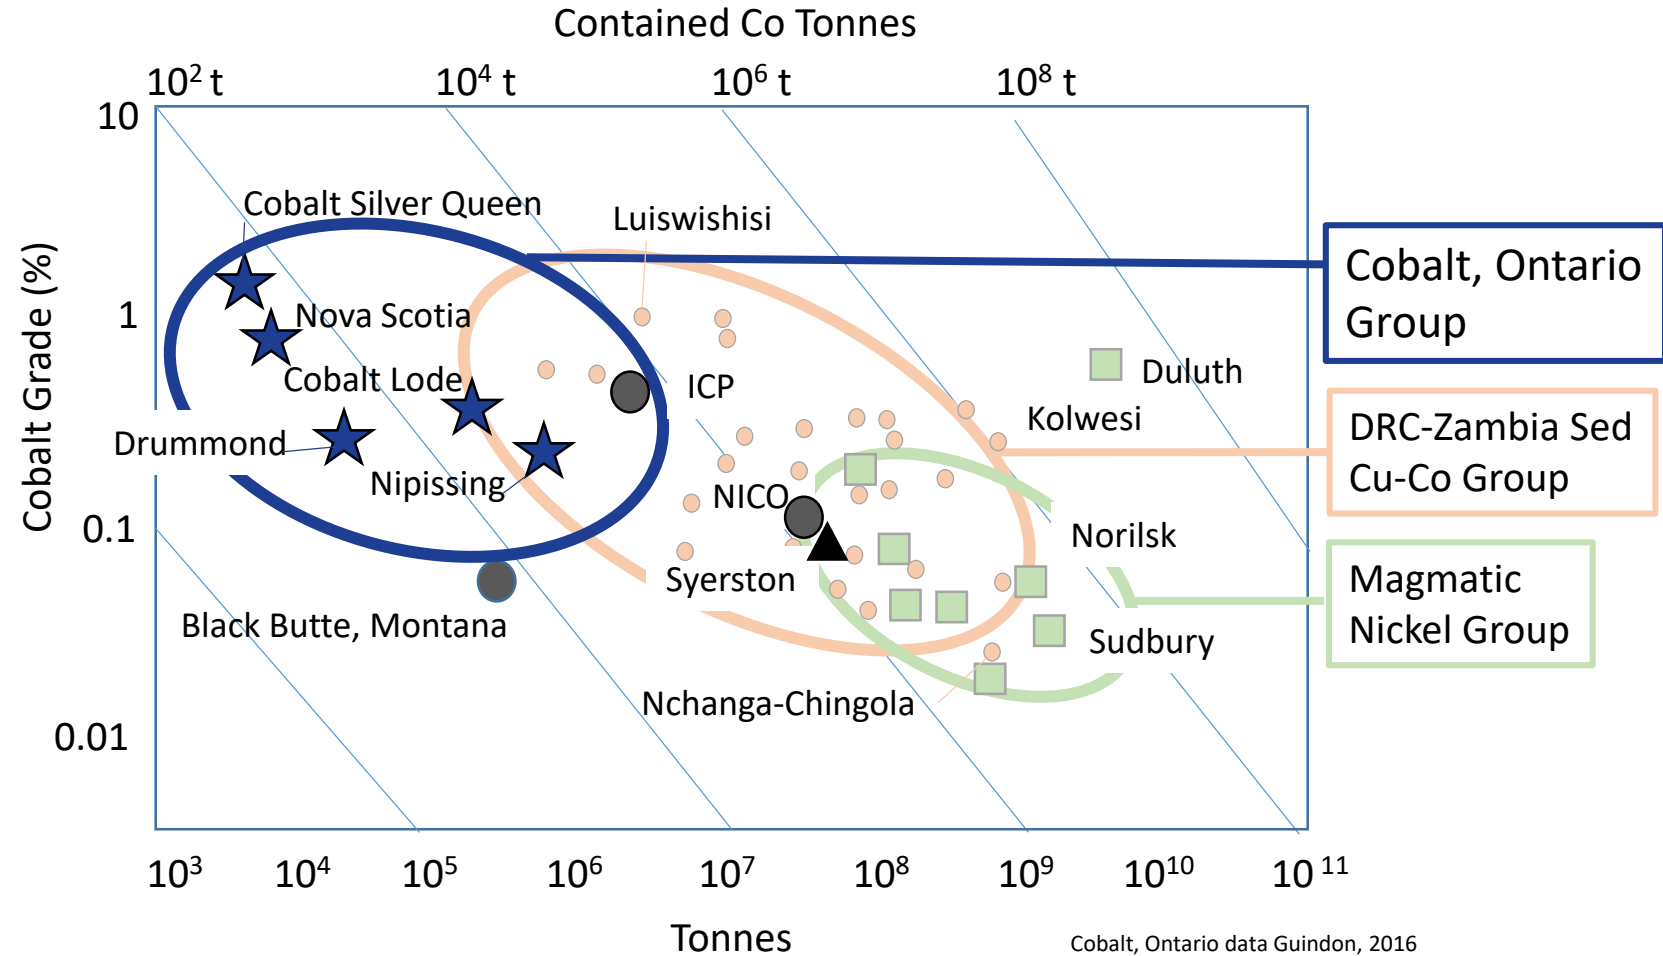 Contained Co Tonnes
10² t 10⁴ t 10⁶ t 10⁸ t
10
1
0.1
0.01
Cobalt Grade (%)
Cobalt Silver Queen
Luiswishisi
Nova Scotia
Cobalt Lode
ICP
Duluth
Kolwesi
Drummond
Nipissing
NICO
Norilsk
Syerston
Black Butte, Montana
Sudbury
Nchanga-Chingola
Cobalt, Ontario
Group
DRC-Zambia Sed
Cu-Co Group
Magmatic
Nickel Group
10³ 10⁴ 10⁵ 10⁶ 10⁷ 10⁸ 10⁹ 10¹⁰ 10¹¹
Tonnes
Cobalt, Ontario data Guindon, 2016